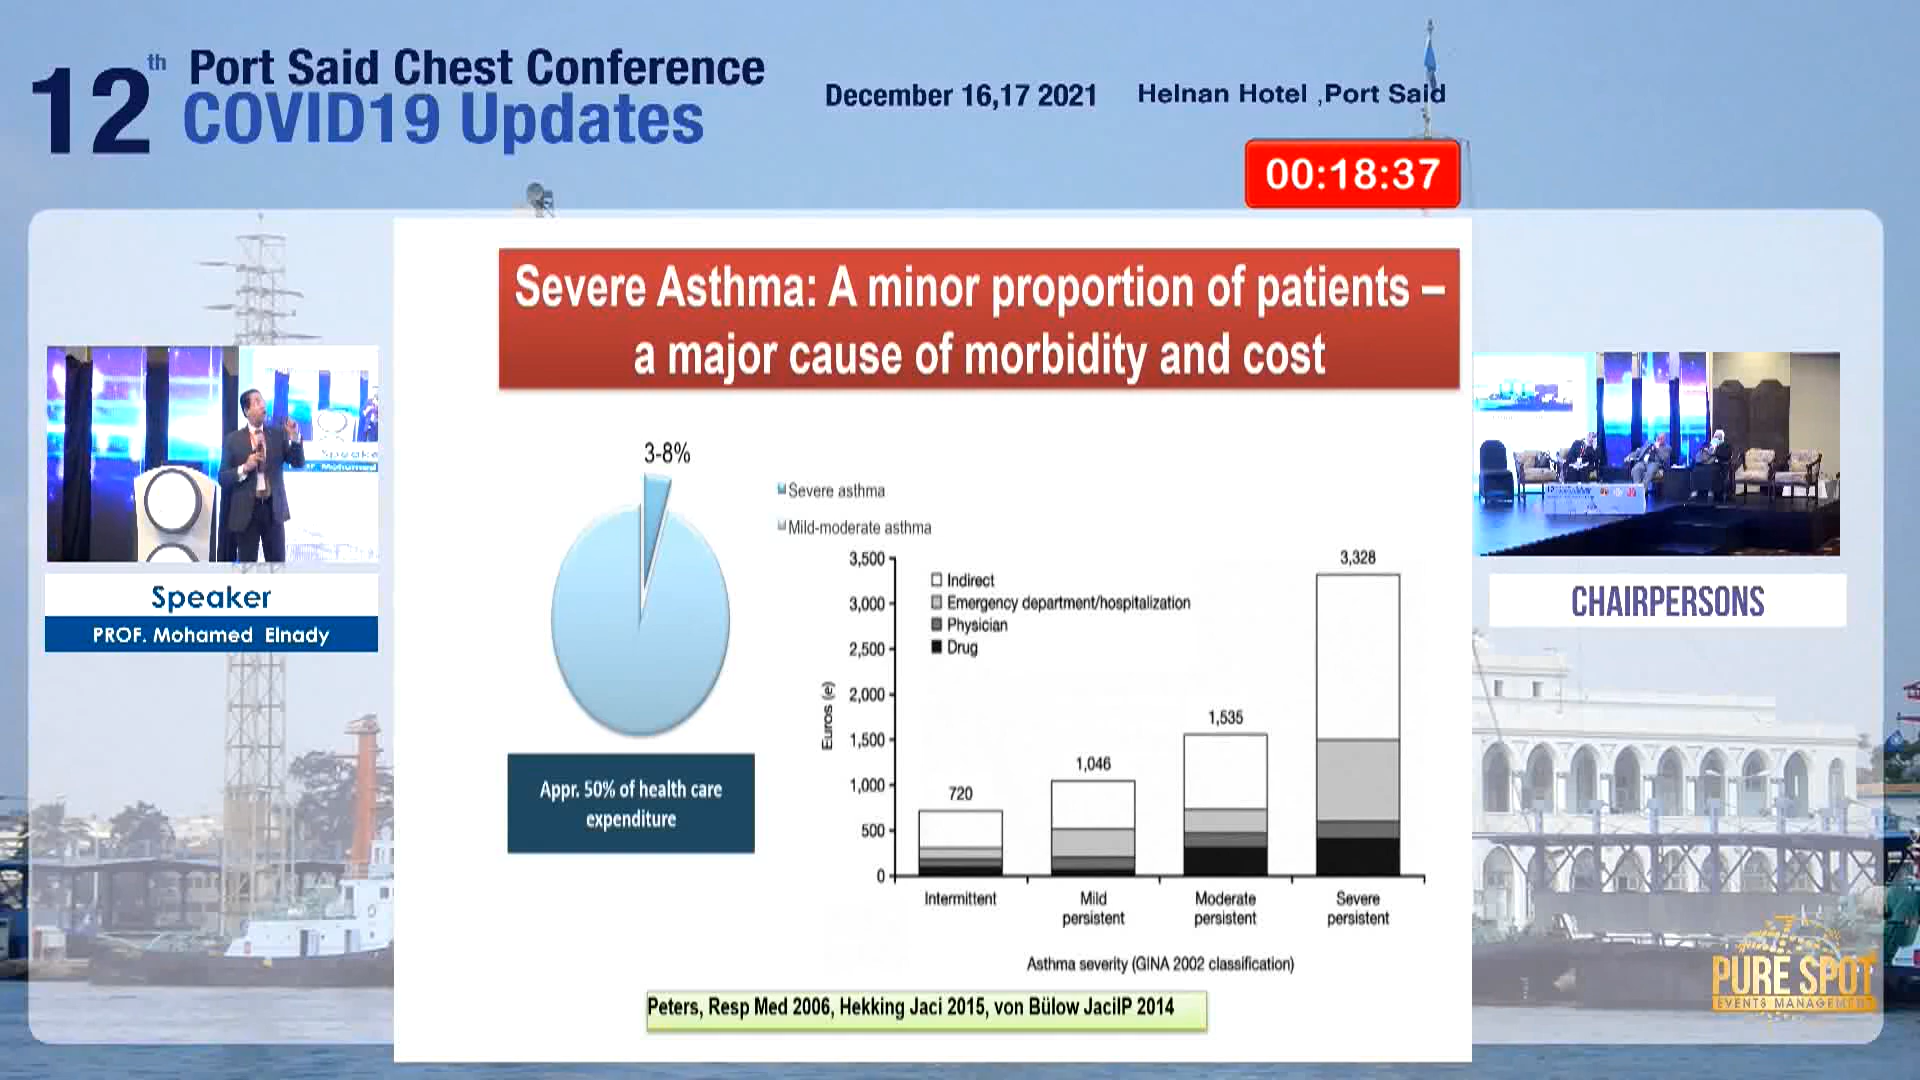 12th
Port Said Chest Conference
COVID19 Updates
December 16,17 2021
Helnan Hotel ,Port Said
00:18:37
Severe Asthma: A minor proportion of patients –
a major cause of morbidity and cost
3-8%
Severe asthma
Mild-moderate asthma
Appr. 50% of health care
expenditure
3,500
3,000
2,500
2,000
1,500
1,000
500
0
Euros (e)
Indirect
Emergency department/hospitalization
Physician
Drug
720
1,046
1,535
3,328
Intermittent
Mild
persistent
Moderate
persistent
Severe
persistent
Asthma severity (GINA 2002 classification)
Peters, Resp Med 2006, Hekking Jaci 2015, von Bülow JaciIP 2014
Speaker
PROF. Mohamed Elnady
CHAIRPERSONS
PURE SPOT
EVENTS MANAGEMENT